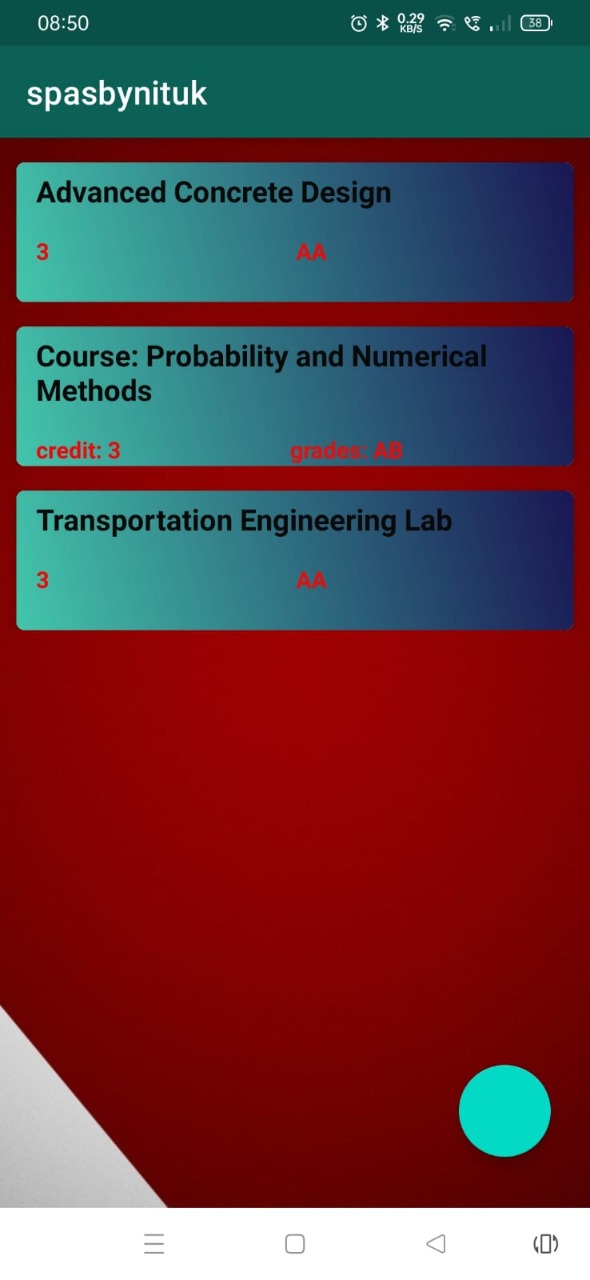 08:50
0.29
KB/S
38
spasbynituk
Advanced Concrete Design
3 AA
Course: Probability and Numerical
Methods
credit: 3 grades: AB
Transportation Engineering Lab
3 AA